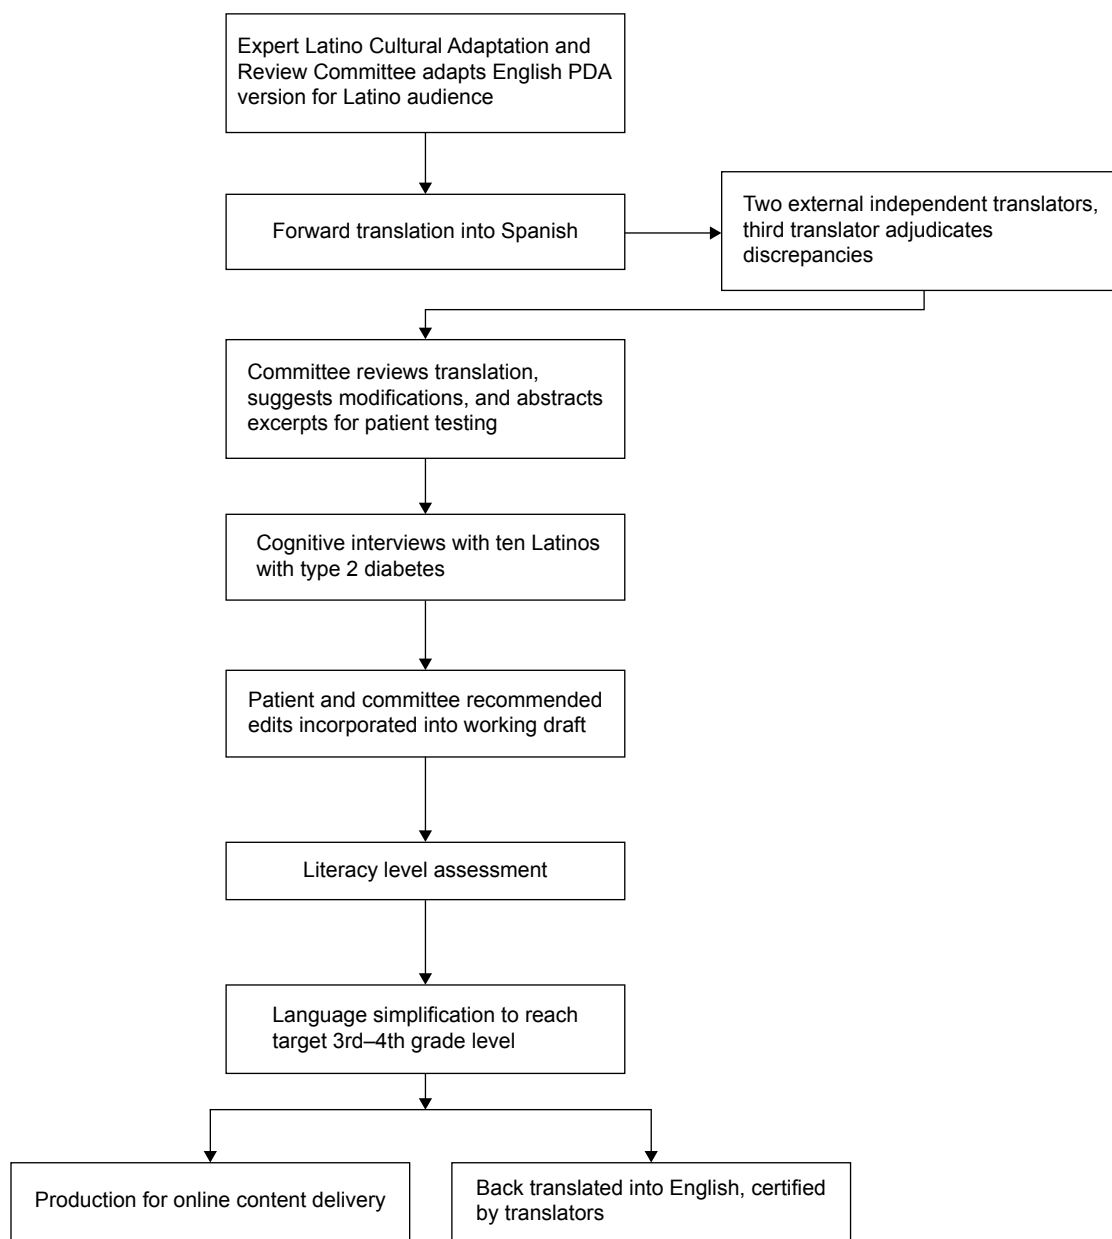 Expert Latino Cultural Adaptation and
Review Committee adapts English PDA
version for Latino audience
Forward translation into Spanish
Two external independent translators,
third translator adjudicates
discrepancies
Committee reviews translation,
suggests modifications, and abstracts
excerpts for patient testing
Cognitive interviews with ten Latinos
with type 2 diabetes
Patient and committee recommended
edits incorporated into working draft
Literacy level assessment
Language simplification to reach
target 3rd–4th grade level
Production for online content delivery
Back translated into English, certified
by translators